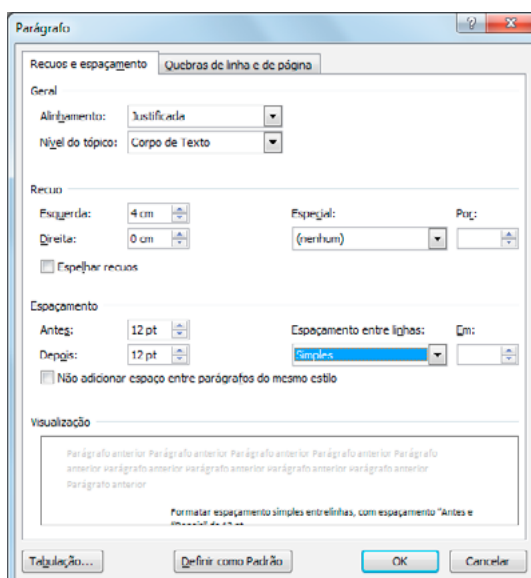 Parágrafo
Recuos e espaçamento Quebras de linha e de página
Geral
Alinhamento: Justificada
Nível do tópico: Corpo de Texto
Recuo
Esquerda: 4 cm Especial: Por:
Direita: 0 cm (nenhum)
Espelhar recuos
Espaçamento
Antes: 12 pt Espaçamento entre linhas: Em:
Depois: 12 pt Simples
Não adicionar espaço entre parágrafos do mesmo estilo
Visualização
Parágrafo anterior Parágrafo anterior Parágrafo anterior Parágrafo anterior Parágrafo
anterior Parágrafo anterior Parágrafo anterior Parágrafo anterior Parágrafo anterior
Parágrafo anterior
Formatar espaçamento simples entrelinhas, com espaçamento "Antes e
"Depois" de 12 pt
Tabulação... Definir como Padrão OK Cancelar